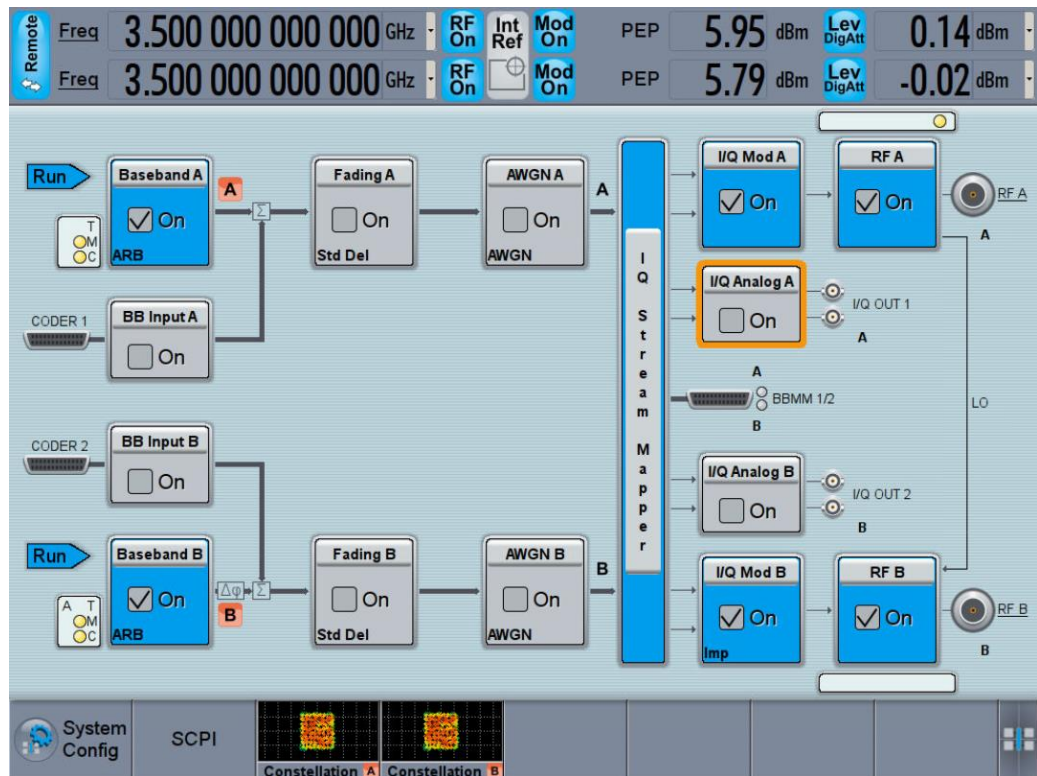 Remote
Freq 3.500 000 000 000 GHz RF On Int Ref Mod On PEP 5.95 dBm Lev DigAtt 0.14 dBm
Freq 3.500 000 000 000 GHz RF On Mod On PEP 5.79 dBm Lev DigAtt -0.02 dBm
Run
Baseband A
On
ARB
A
T
M
C
Fading A
On
Std Del
AWGN A
On
AWGN
A
I/Q Mod A
On
RF A
On
RF A
A
CODER 1
BB Input A
On
I/Q Analog A
On
I/Q OUT 1
A
IQ Stream Mapper
A
BBMM 1/2
B
LO
CODER 2
BB Input B
On
I/Q Analog B
On
I/Q OUT 2
B
Run
Baseband B
On
ARB
A T
M
C
Δφ
Σ
B
Σ
Fading B
On
Std Del
AWGN B
On
AWGN
B
I/Q Mod B
On
Imp
RF B
On
RF B
B
System Config
SCPI
Constellation A
Constellation B